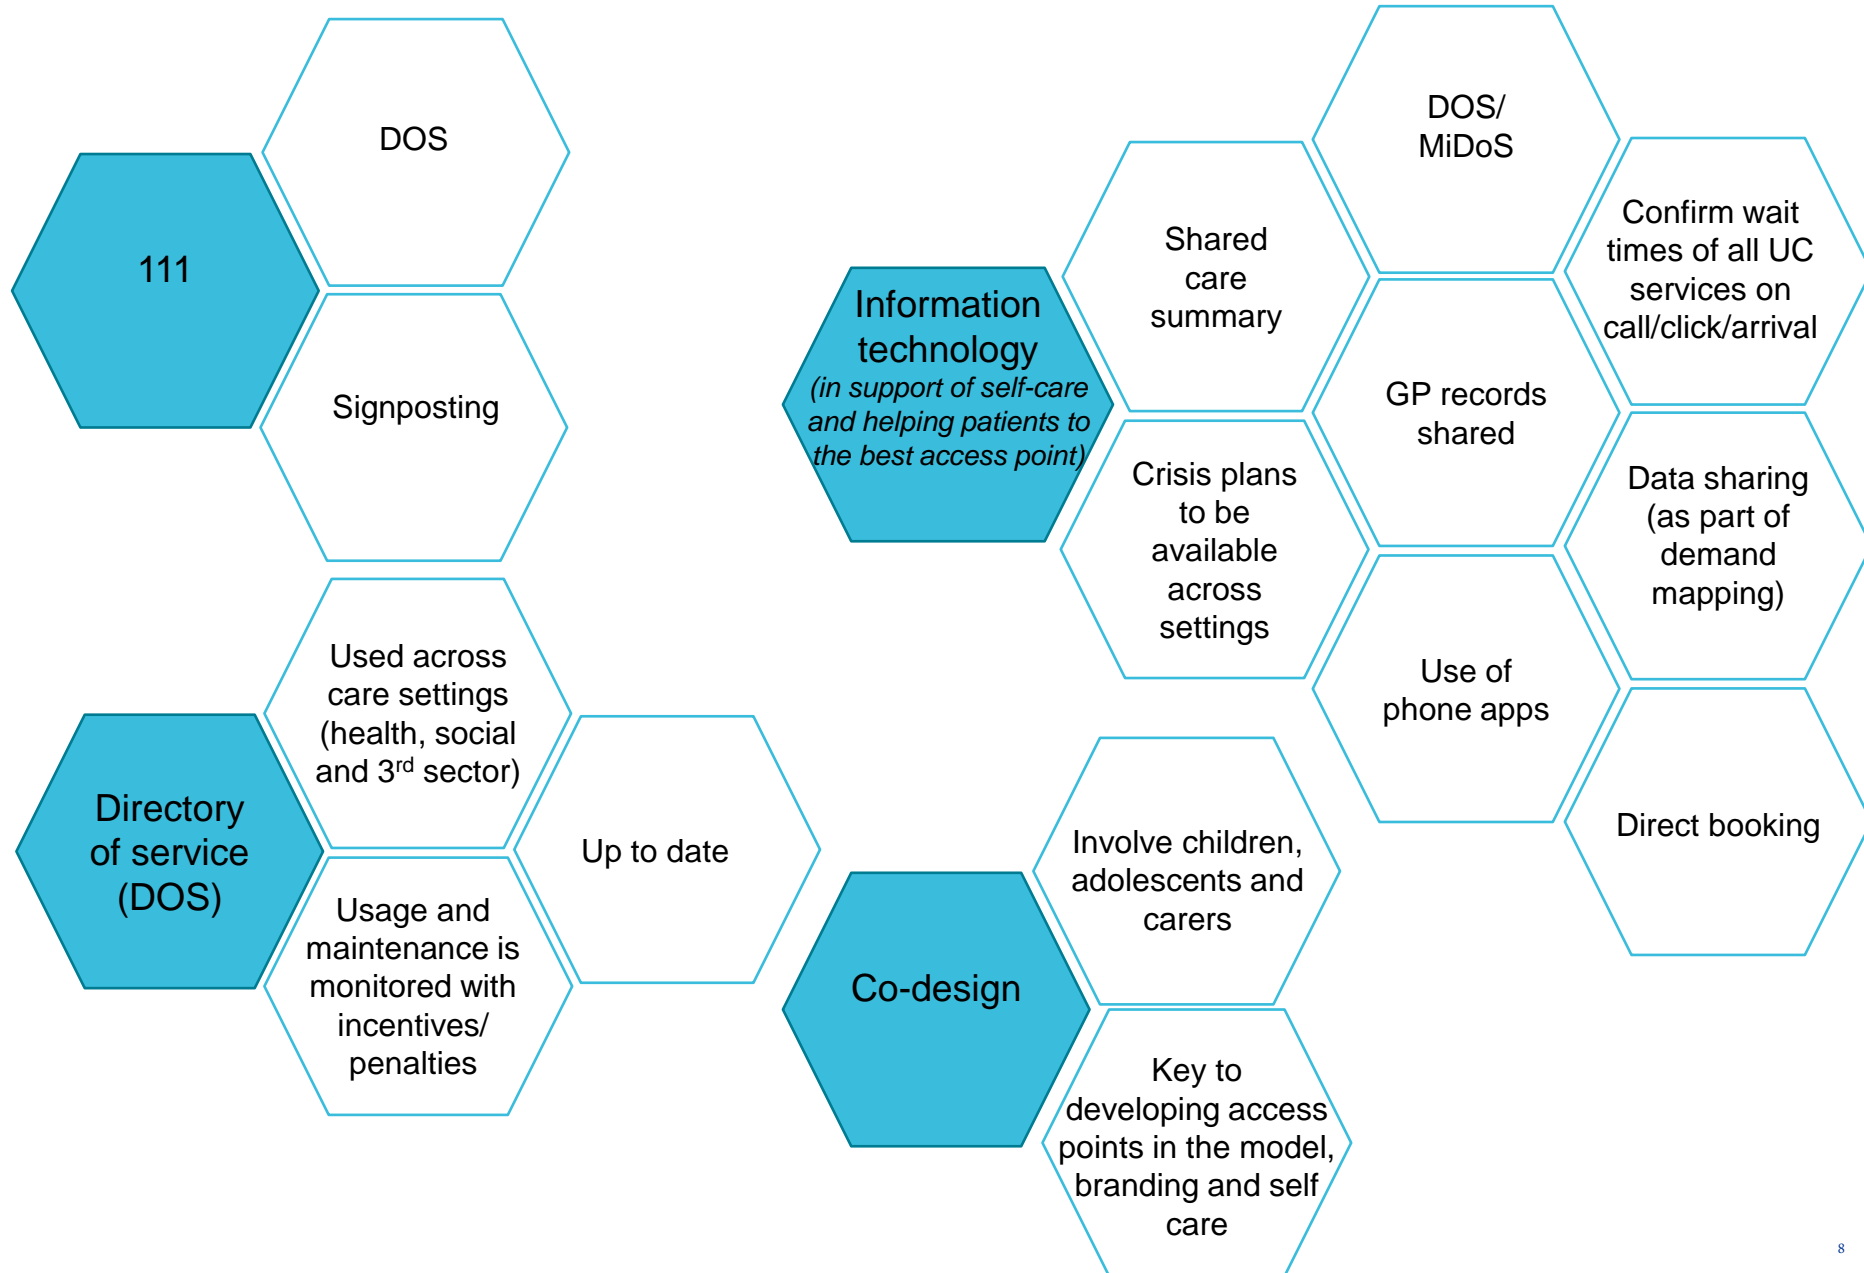 DOS
111
Signposting
Information
technology
(in support of self-care
and helping patients to
the best access point)
Shared
care
summary
DOS/
MiDoS
Confirm wait
times of all UC
services on
call/click/arrival
GP records
shared
Crisis plans
to be
available
across
settings
Data sharing
(as part of
demand
mapping)
Use of
phone apps
Direct booking
Directory
of service
(DOS)
Used across
care settings
(health, social
and 3rd sector)
Up to date
Usage and
maintenance is
monitored with
incentives/
penalties
Co-design
Involve children,
adolescents and
carers
Key to
developing access
points in the model,
branding and self
care
8